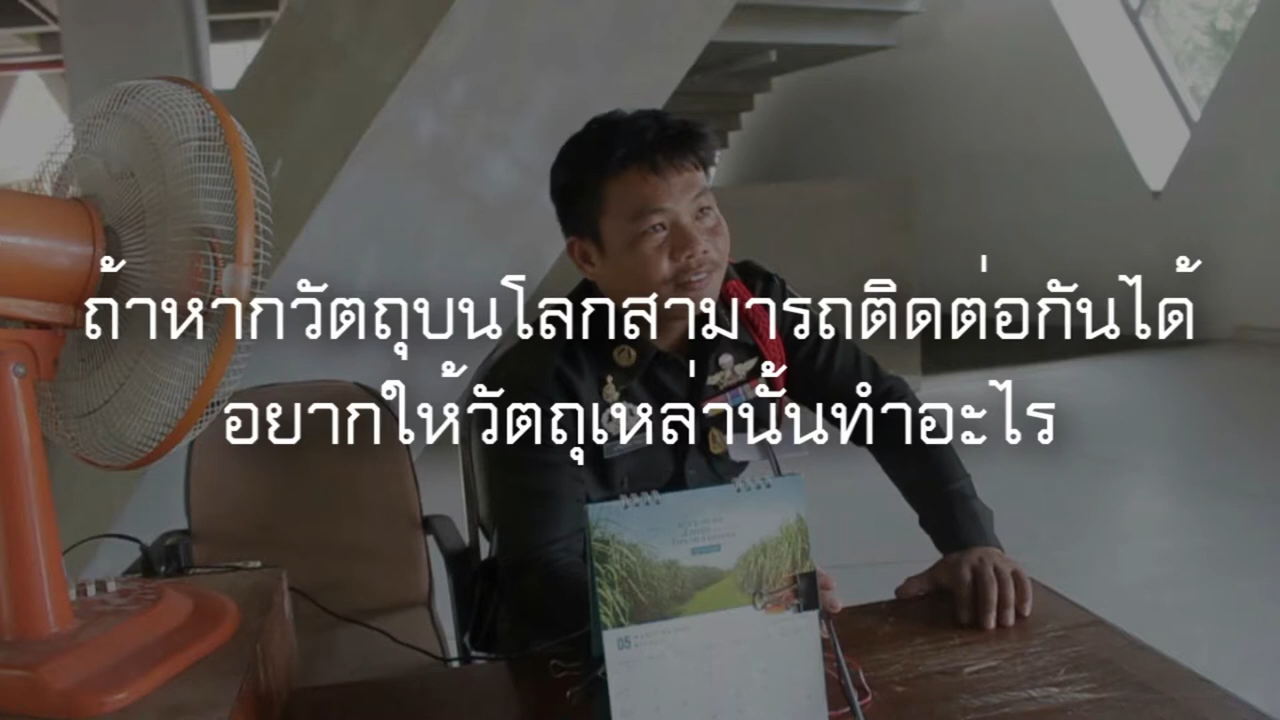 ถ้าหากวัตถุบนโลกสามารถติดต่อกันได้
อยากให้วัตถุเหล่านั้นทำอะไร
05